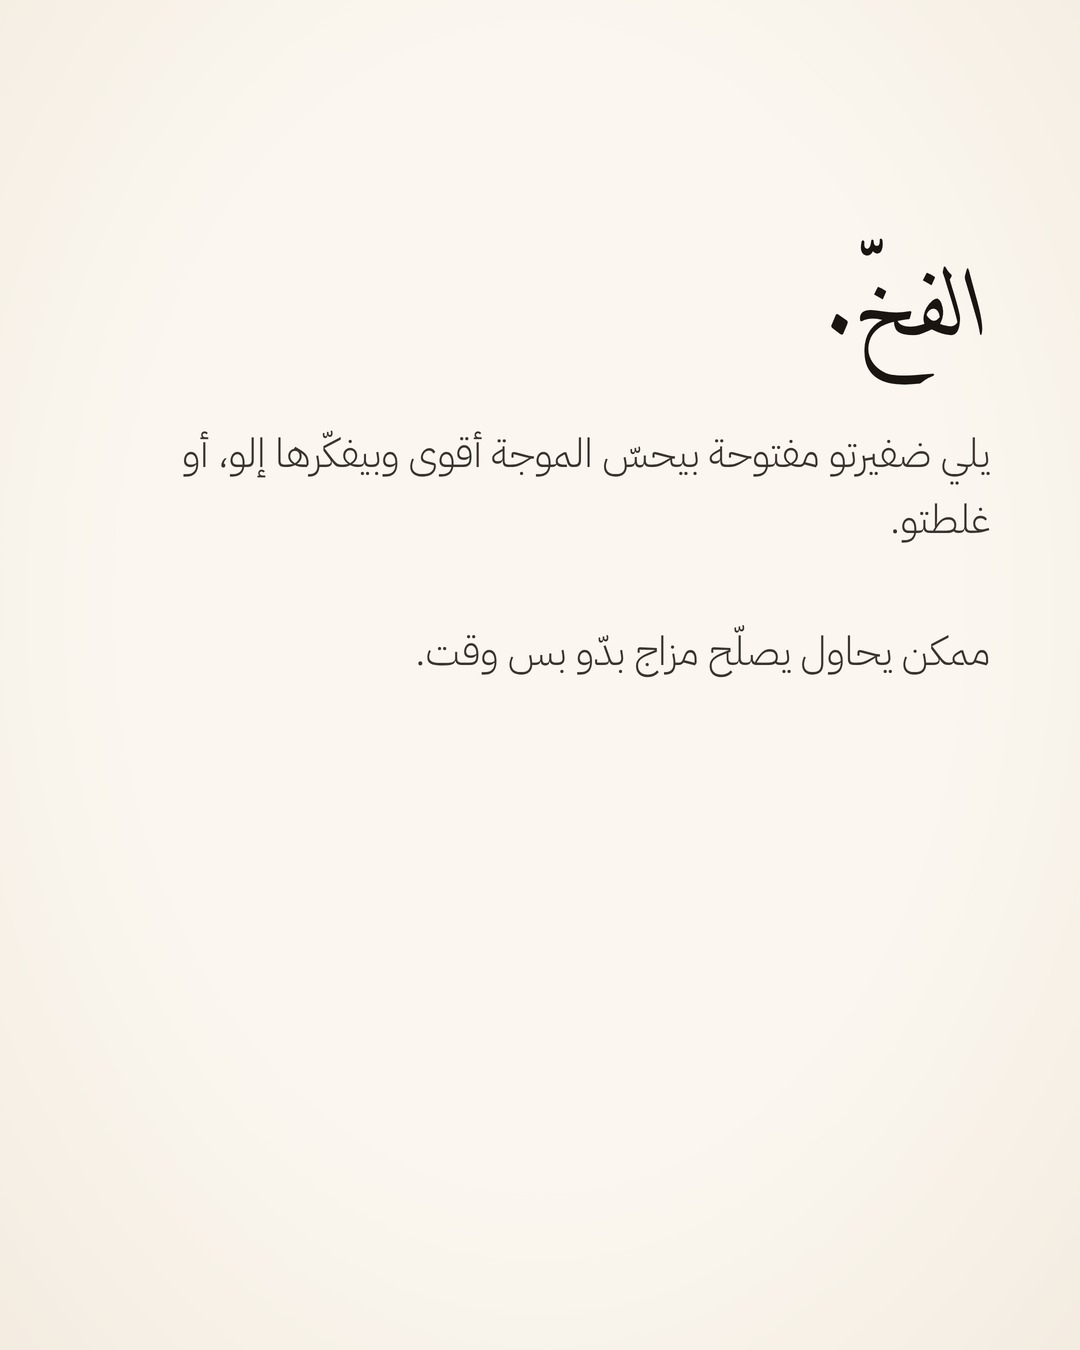 الفخّ.
يلي ضفيرتو مفتوحة بيحسّ الموجة أقوى وبيفكّرها إلو، أو
غلطتو.
ممكن يحاول يصلّح مزاج بدّو بس وقت.